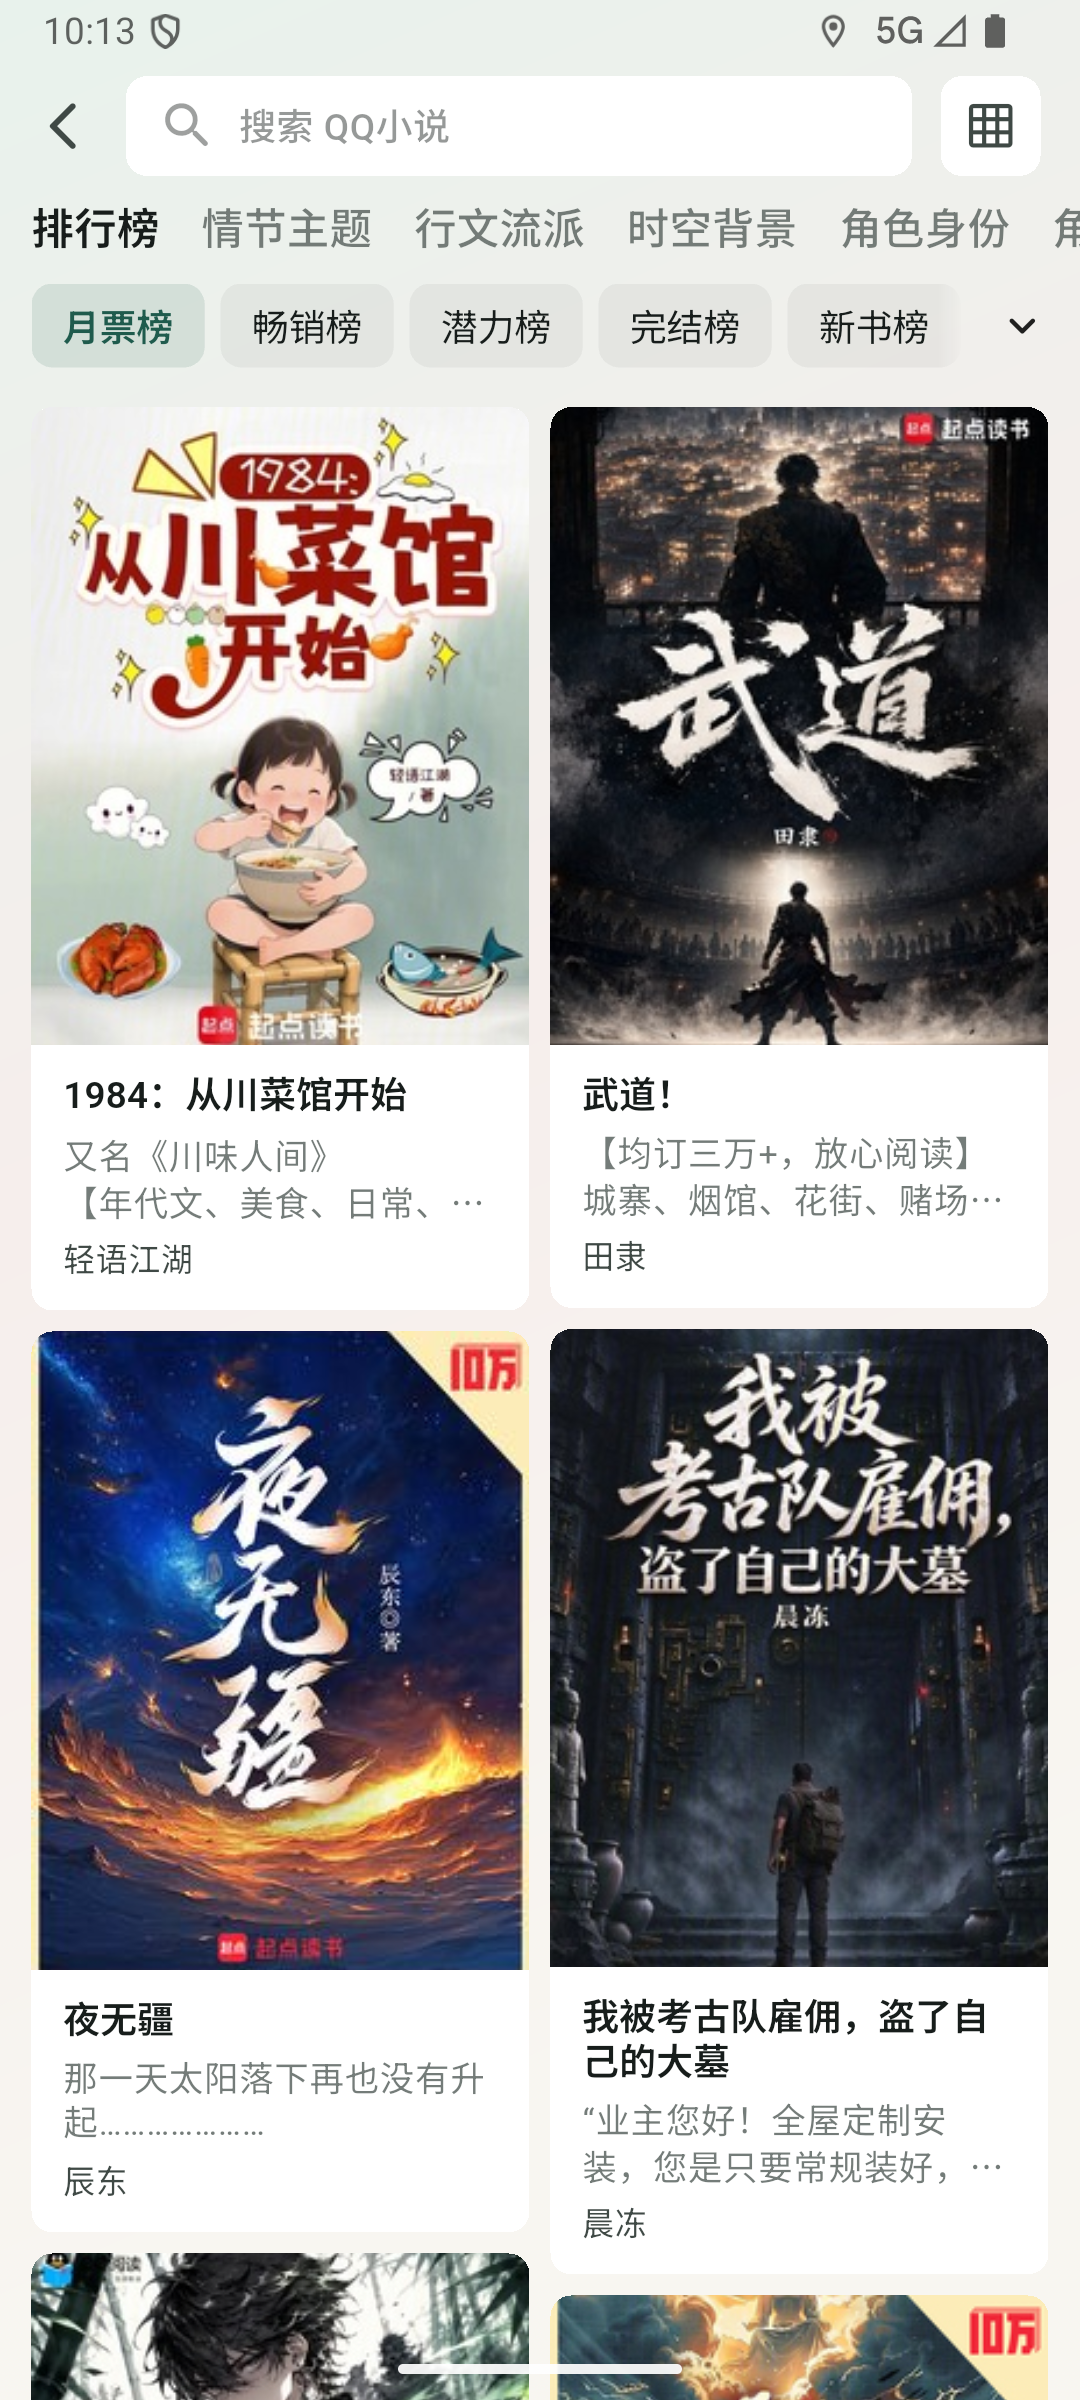 10:13
5G
搜索 QQ小说
排行榜 情节主题 行文流派 时空背景 角色身份
月票榜 畅销榜 潜力榜 完结榜 新书榜
1984:
从川菜馆
开始
轻语江湖
/著
起点 起点读书
1984：从川菜馆开始
又名《川味人间》
【年代文、美食、日常、…
轻语江湖
起点 起点读书
武道
田隶
武道！
【均订三万+，放心阅读】
城寨、烟馆、花街、赌场…
田隶
10万
夜无疆
辰东◎著
起点 起点读书
夜无疆
那一天太阳落下再也没有升
起………………
辰东
我被
考古队雇佣，
盗了自己的大墓
晨冻
我被考古队雇佣，盗了自
己的大墓
“业主您好！全屋定制安
装，您是只要常规装好，…
晨冻
阅读
10万